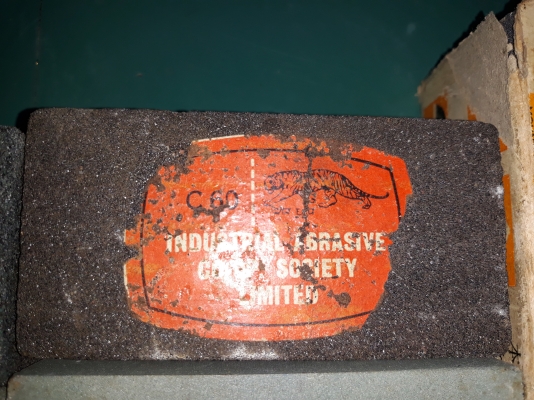 C.60
INDUSTRIAL ABRASIVE
SOCIETY
LIMITED